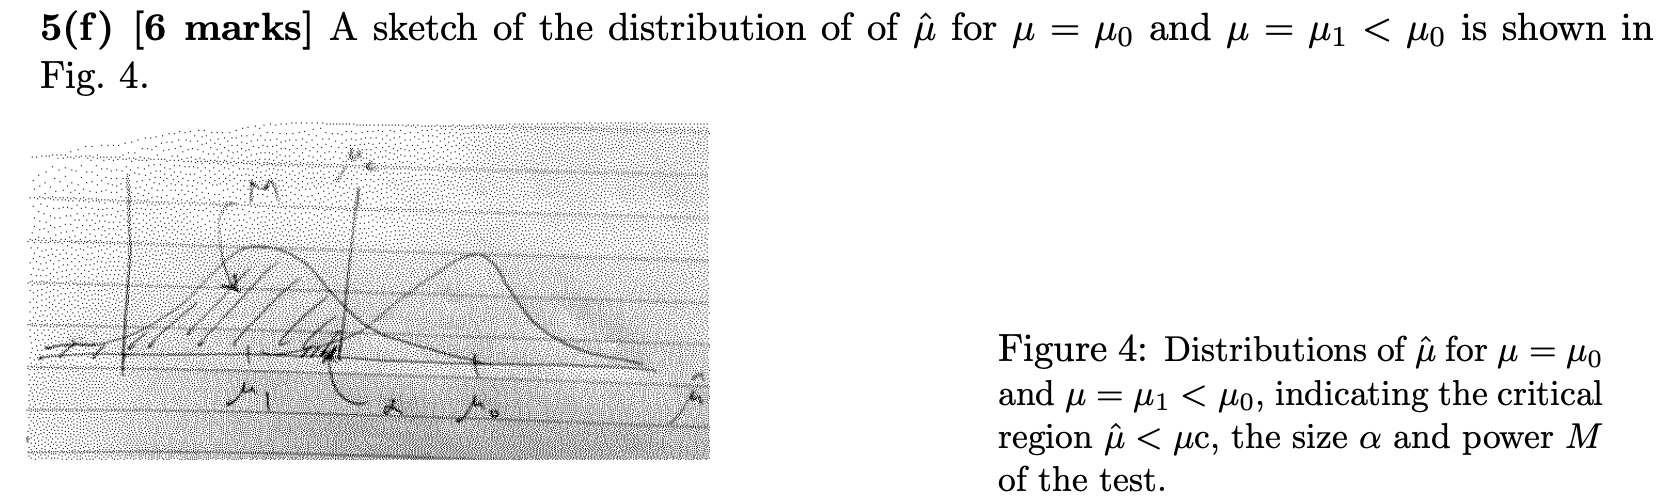 5(f) [6 marks] A sketch of the distribution of of μ̂ for μ = μ₀ and μ = μ₁ < μ₀ is shown in
Fig. 4.
μc
M
μ₁
α
μ₀
μ̂
Figure 4: Distributions of μ̂ for μ = μ₀
and μ = μ₁ < μ₀, indicating the critical
region μ̂ < μc, the size α and power M
of the test.